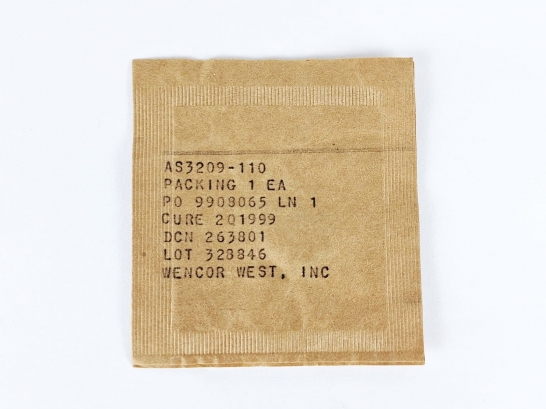 AS3209-110
PACKING 1 EA
PO 9908065 LN 1
CURE 2Q1999
DCN 263801
LOT 328846
WENCOR WEST, INC